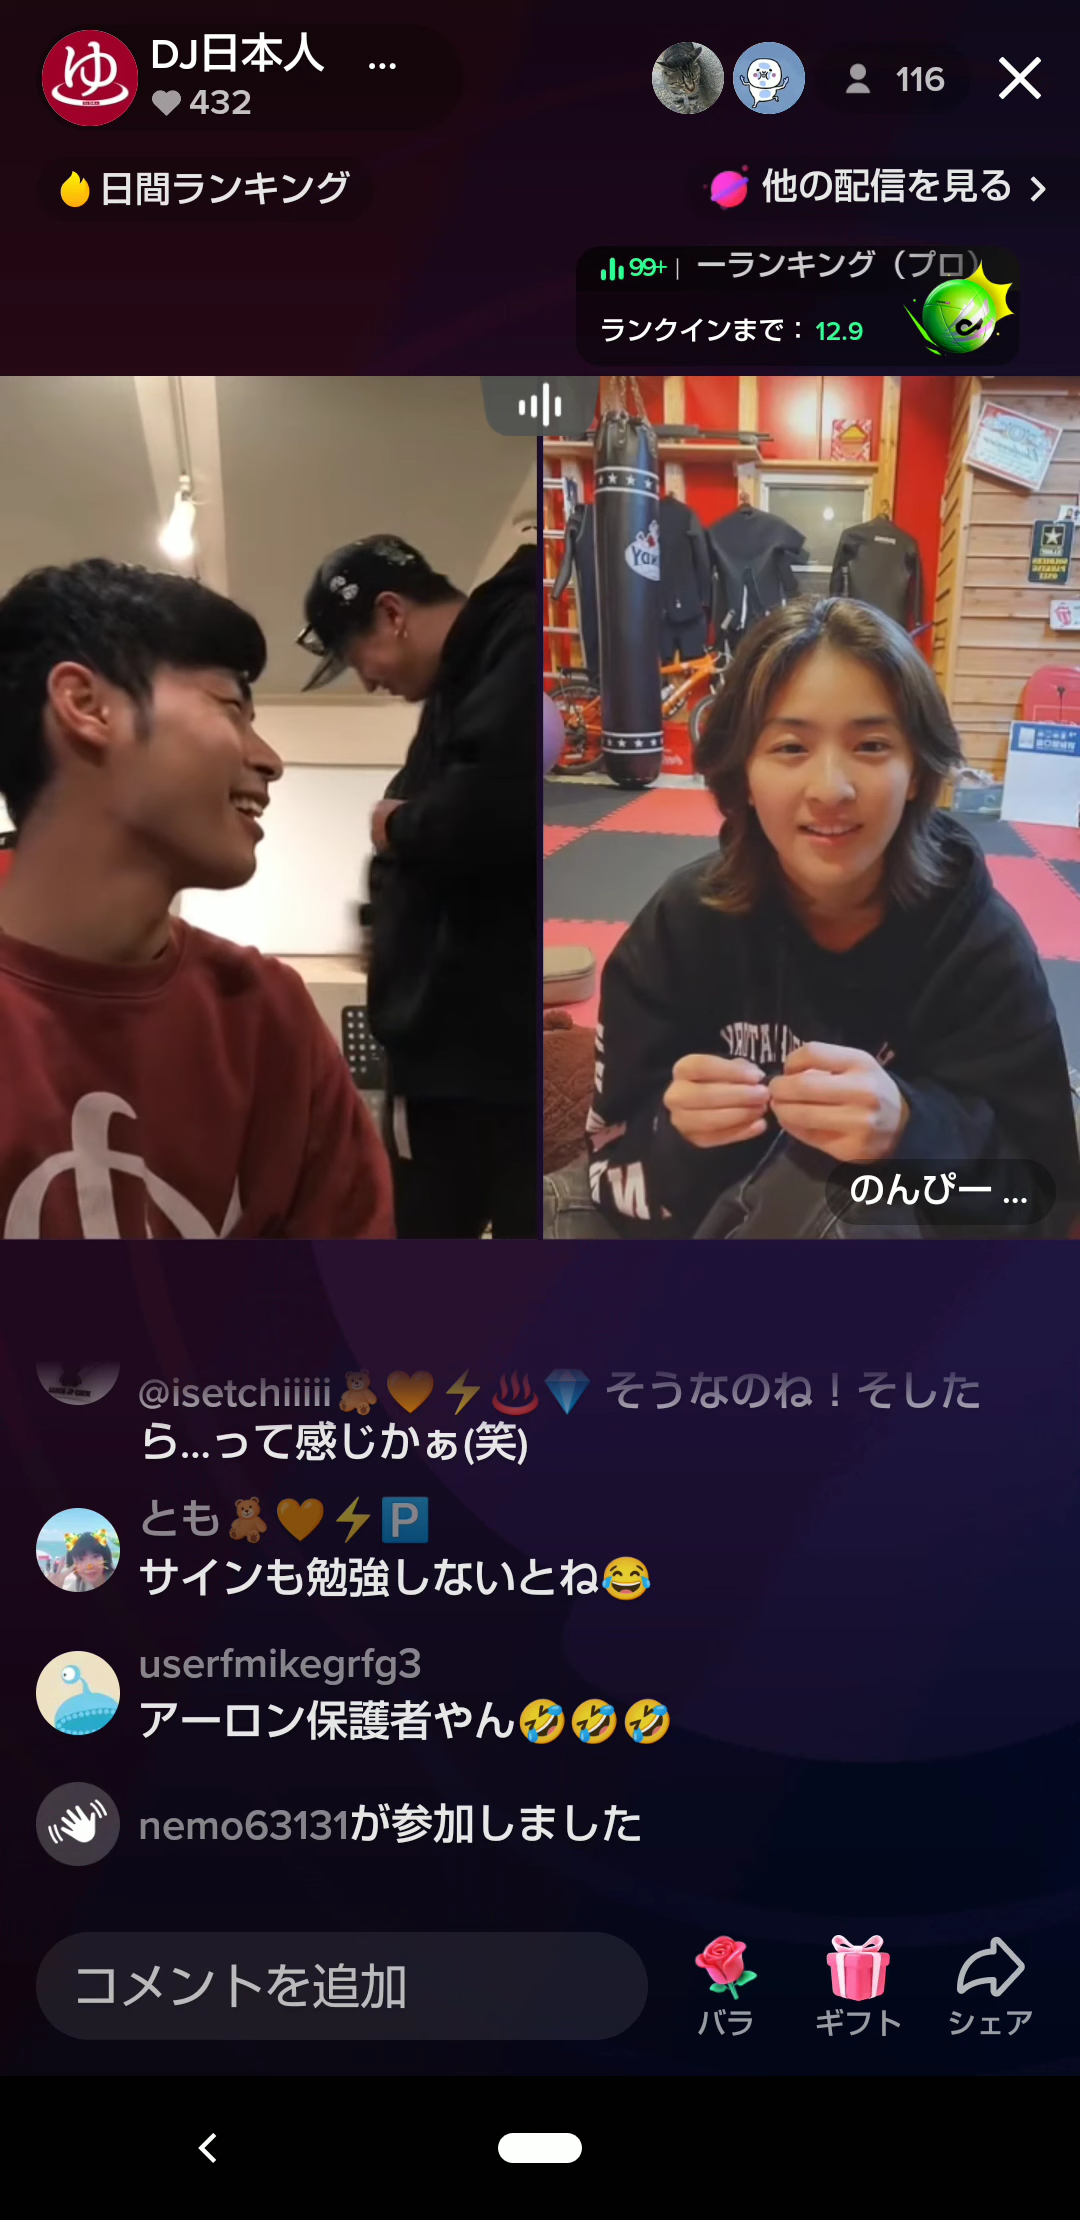 DJ日本人 ...
432
116
日間ランキング
他の配信を見る
99+ | ーランキング（プロ）
ランクインまで：12.9
のんぴー ...
@isetchiiiii🧸🧡⚡♨️💎 そうなのね！そした
ら...って感じかぁ(笑)
とも🧸🧡⚡🅿️
サインも勉強しないとね😂
userfmikegrfg3
アーロン保護者やん🤣🤣🤣
nemo63131が参加しました
コメントを追加
バラ
ギフト
シェア